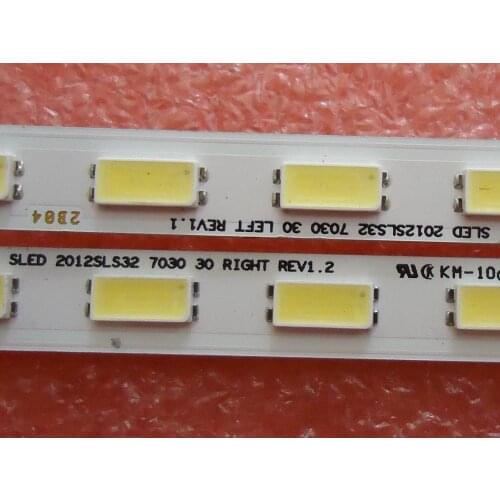 2B04
SLED 2012SLS32 7030 30 LEFT REV1.1
SLED 2012SLS32 7030 30 RIGHT REV1.2
KM-10